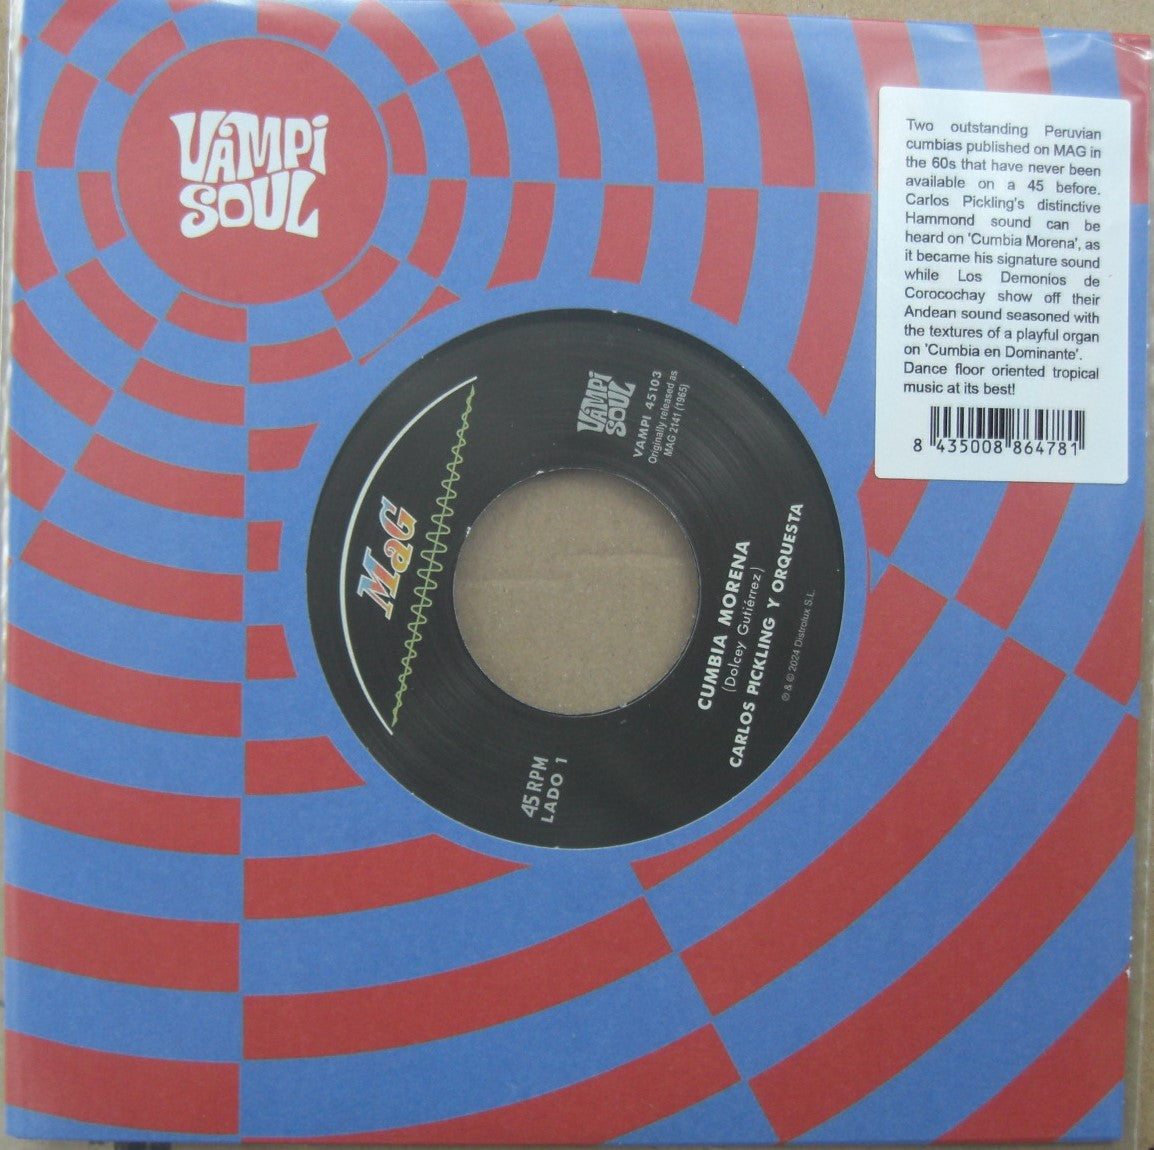 VAMPi
SOUL
Two outstanding Peruvian
cumbias published on MAG in
the 60s that have never been
available on a 45 before.
Carlos Pickling's distinctive
Hammond sound can be
heard on 'Cumbia Morena', as
it became his signature sound
while Los Demonios de
Corocochay show off their
Andean sound seasoned with
the textures of a playful organ
on 'Cumbia en Dominante'.
Dance floor oriented tropical
music at its best!
8 435008 864781
MaG
VAMPi
SOUL
VAMPI 45103
Originally released as
MAG 2141 (1965)
45 RPM
LADO 1
CUMBIA MORENA
(Dolcey Gutiérrez)
CARLOS PICKLING Y ORQUESTA
℗ & © 2024 Distrolux S.L.